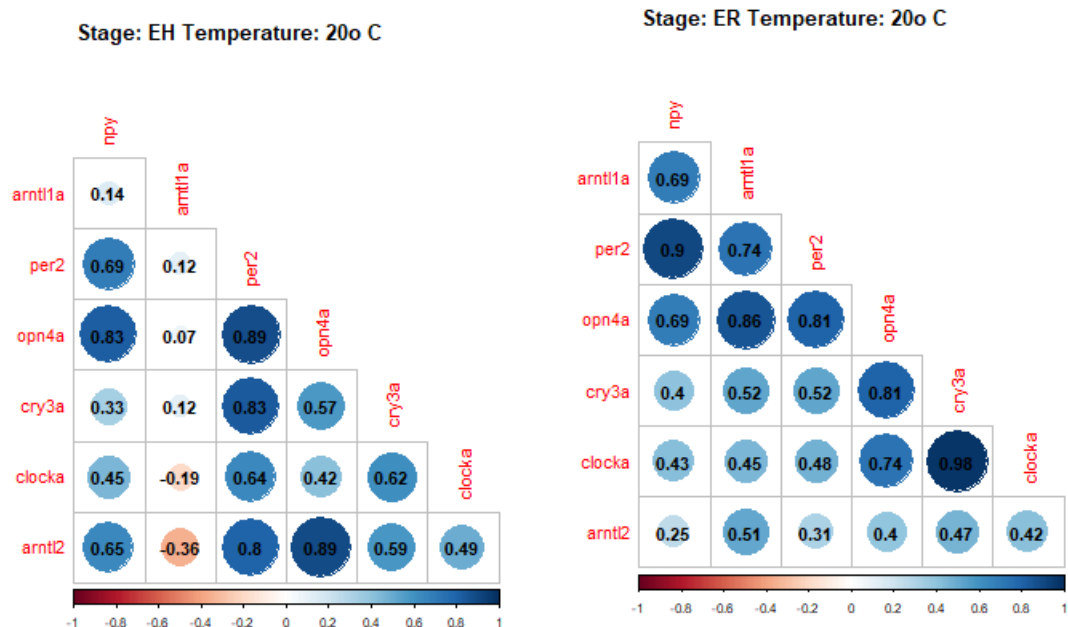 Stage: EH Temperature: 20o C
npy
arntl1a 0.14 arntl1a
per2 0.69 0.12 per2
opn4a 0.83 0.07 0.89 opn4a
cry3a 0.33 0.12 0.83 0.57 cry3a
clocka 0.45 -0.19 0.64 0.42 0.62 clocka
arntl2 0.65 -0.36 0.8 0.89 0.59 0.49
-1 -0.8 -0.6 -0.4 -0.2 0 0.2 0.4 0.6 0.8 1
Stage: ER Temperature: 20o C
npy
arntl1a 0.69 arntl1a
per2 0.9 0.74 per2
opn4a 0.69 0.86 0.81 opn4a
cry3a 0.4 0.52 0.52 0.81 cry3a
clocka 0.43 0.45 0.48 0.74 0.98 clocka
arntl2 0.25 0.51 0.31 0.4 0.47 0.42
-1 -0.8 -0.6 -0.4 -0.2 0 0.2 0.4 0.6 0.8 1